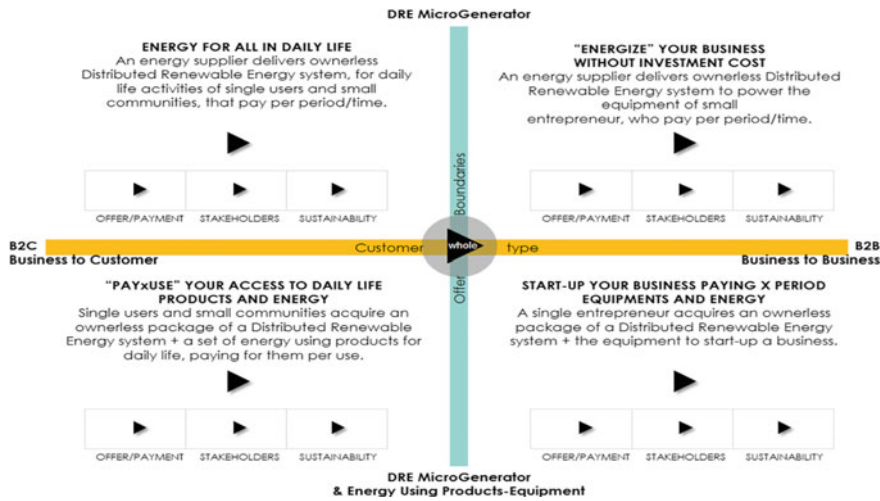 DRE MicroGenerator
ENERGY FOR ALL IN DAILY LIFE
An energy supplier delivers ownerless
Distributed Renewable Energy system, for daily
life activities of single users and small
communities, that pay per period/time.
OFFER/PAYMENT STAKEHOLDERS SUSTAINABILITY
"ENERGIZE" YOUR BUSINESS
WITHOUT INVESTMENT COST
An energy supplier delivers ownerless Distributed
Renewable Energy system to power the
equipment of small
entrepreneur, who pay per period/time.
OFFER/PAYMENT STAKEHOLDERS SUSTAINABILITY
Boundaries
B2C
Business to Customer
Customer
whole
type
B2B
Business to Business
Offer
"PAYxUSE" YOUR ACCESS TO DAILY LIFE
PRODUCTS AND ENERGY
Single users and small communities acquire an
ownerless package of a Distributed Renewable
Energy system + a set of energy using products for
daily life, paying for them per use.
OFFER/PAYMENT STAKEHOLDERS SUSTAINABILITY
START-UP YOUR BUSINESS PAYING X PERIOD
EQUIPMENTS AND ENERGY
A single entrepreneur acquires an ownerless
package of a Distributed Renewable Energy
system + the equipment to start-up a business.
OFFER/PAYMENT STAKEHOLDERS SUSTAINABILITY
DRE MicroGenerator
& Energy Using Products-Equipment